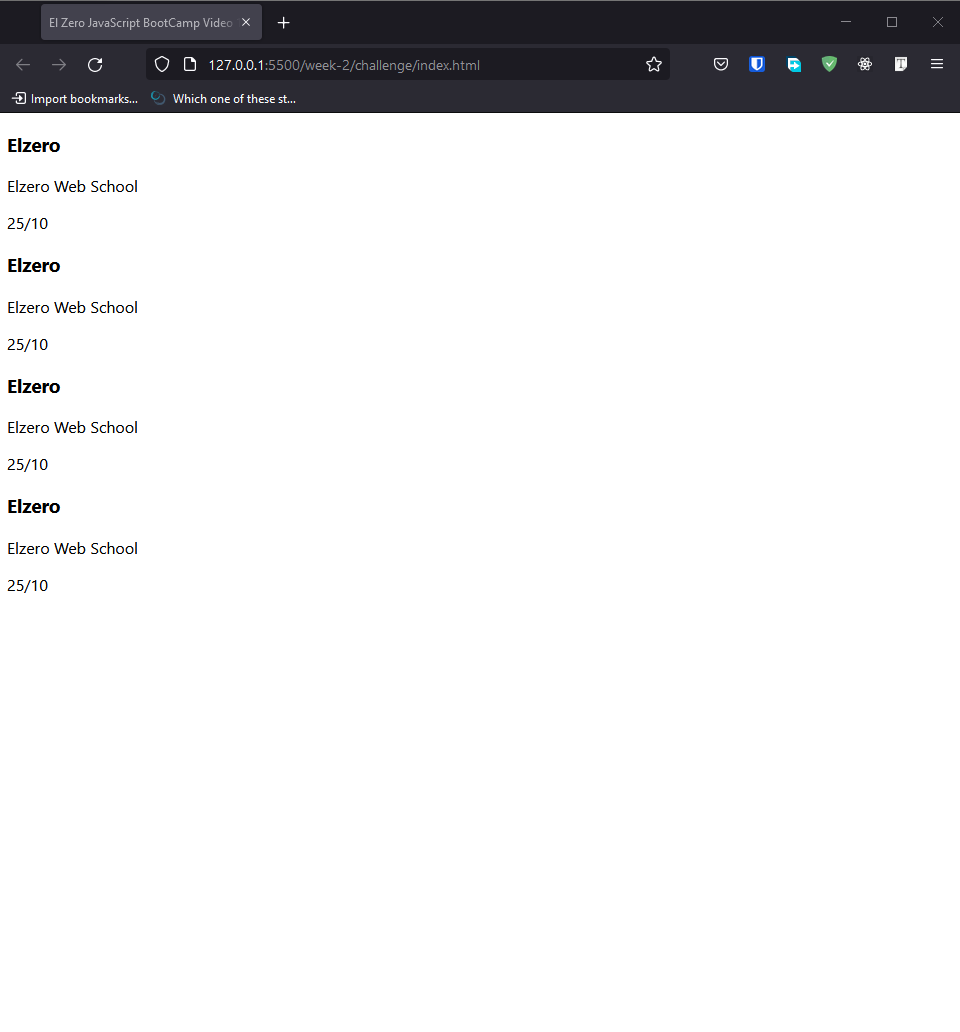 El Zero JavaScript BootCamp Video
127.0.0.1:5500/week-2/challenge/index.html
Import bookmarks... Which one of these st...
Elzero
Elzero Web School
25/10
Elzero
Elzero Web School
25/10
Elzero
Elzero Web School
25/10
Elzero
Elzero Web School
25/10